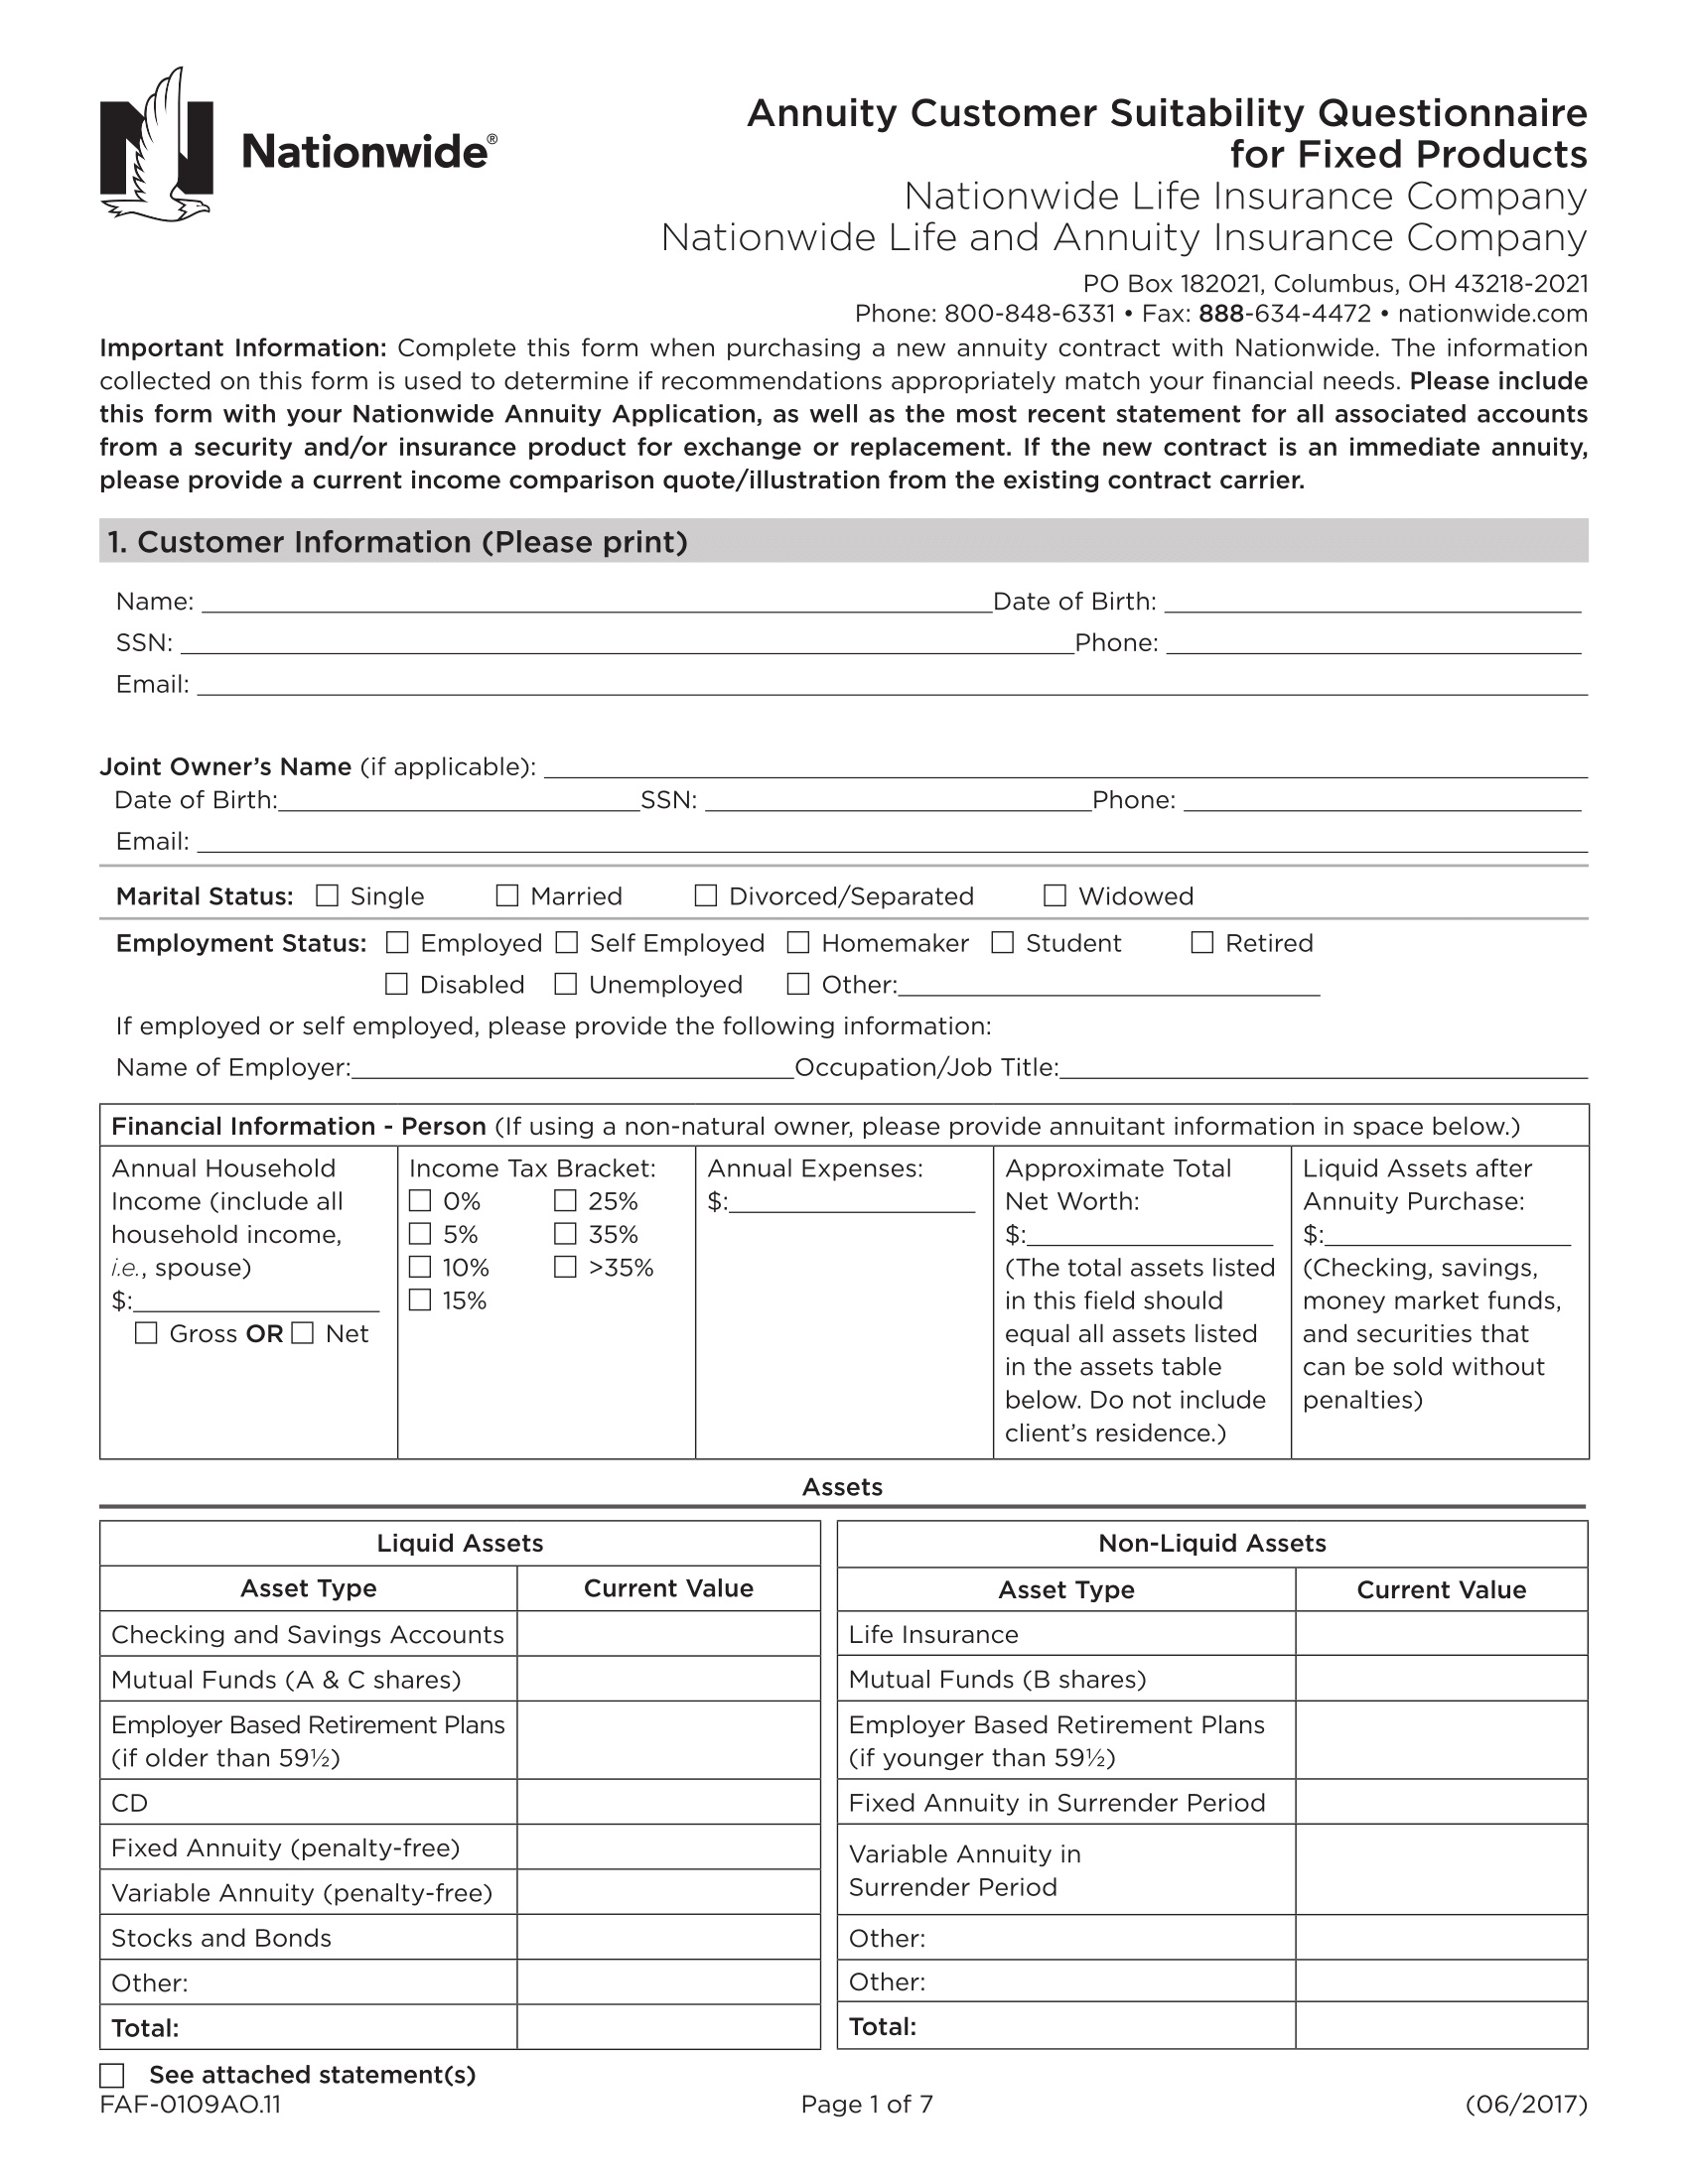 Nationwide®
Annuity Customer Suitability Questionnaire
for Fixed Products
Nationwide Life Insurance Company
Nationwide Life and Annuity Insurance Company
PO Box 182021, Columbus, OH 43218-2021
Phone: 800-848-6331 • Fax: 888-634-4472 • nationwide.com
Important Information: Complete this form when purchasing a new annuity contract with Nationwide. The information
collected on this form is used to determine if recommendations appropriately match your financial needs. Please include
this form with your Nationwide Annuity Application, as well as the most recent statement for all associated accounts
from a security and/or insurance product for exchange or replacement. If the new contract is an immediate annuity,
please provide a current income comparison quote/illustration from the existing contract carrier.
1. Customer Information (Please print)
Name: Date of Birth:
SSN: Phone:
Email:
Joint Owner's Name (if applicable):
Date of Birth: SSN: Phone:
Email:
Marital Status: Single Married Divorced/Separated Widowed
Employment Status: Employed Self Employed Homemaker Student Retired
Disabled Unemployed Other:
If employed or self employed, please provide the following information:
Name of Employer: Occupation/Job Title:
Financial Information - Person (If using a non-natural owner, please provide annuitant information in space below.)
Annual Household
Income (include all
household income,
i.e., spouse)
$:
Gross OR Net
Income Tax Bracket:
0% 25%
5% 35%
10% >35%
15%
Annual Expenses:
$:
Approximate Total
Net Worth:
$:
(The total assets listed
in this field should
equal all assets listed
in the assets table
below. Do not include
client's residence.)
Liquid Assets after
Annuity Purchase:
$:
(Checking, savings,
money market funds,
and securities that
can be sold without
penalties)
Assets
Liquid Assets
Asset Type Current Value
Checking and Savings Accounts
Mutual Funds (A & C shares)
Employer Based Retirement Plans
(if older than 59½)
CD
Fixed Annuity (penalty-free)
Variable Annuity (penalty-free)
Stocks and Bonds
Other:
Total:
Non-Liquid Assets
Asset Type Current Value
Life Insurance
Mutual Funds (B shares)
Employer Based Retirement Plans
(if younger than 59½)
Fixed Annuity in Surrender Period
Variable Annuity in
Surrender Period
Other:
Other:
Total:
See attached statement(s)
FAF-0109AO.11 Page 1 of 7 (06/2017)